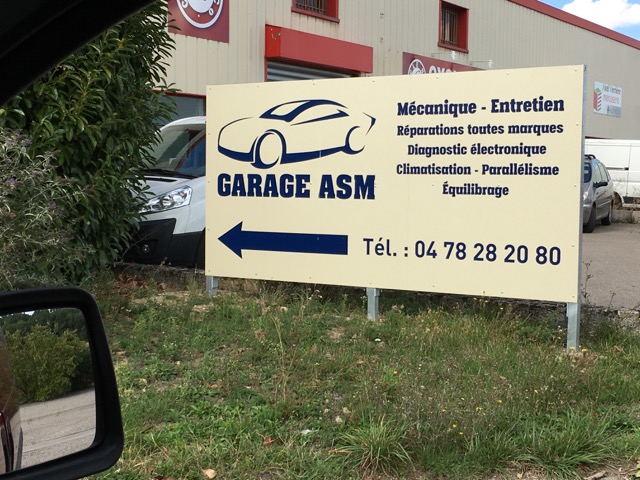 Mécanique - Entretien
Réparations toutes marques
Diagnostic électronique
Climatisation - Parallélisme
Équilibrage
GARAGE ASM
Tél. : 04 78 28 20 80